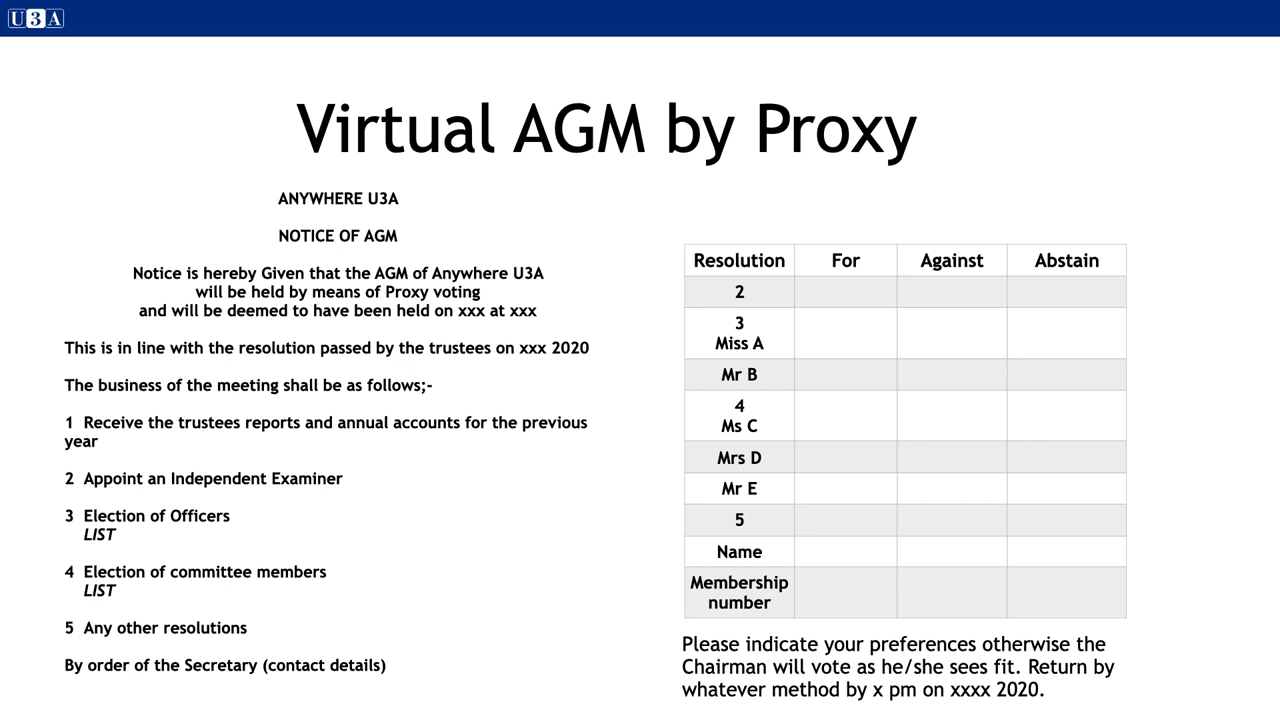 U3A
Virtual AGM by Proxy
ANYWHERE U3A
NOTICE OF AGM
Notice is hereby Given that the AGM of Anywhere U3A
will be held by means of Proxy voting
and will be deemed to have been held on xxx at xxx
This is in line with the resolution passed by the trustees on xxx 2020
The business of the meeting shall be as follows;-
1 Receive the trustees reports and annual accounts for the previous
year
2 Appoint an Independent Examiner
3 Election of Officers
LIST
4 Election of committee members
LIST
5 Any other resolutions
By order of the Secretary (contact details)
Resolution For Against Abstain
2
3
Miss A
Mr B
4
Ms C
Mrs D
Mr E
5
Name
Membership
number
Please indicate your preferences otherwise the
Chairman will vote as he/she sees fit. Return by
whatever method by x pm on xxxx 2020.